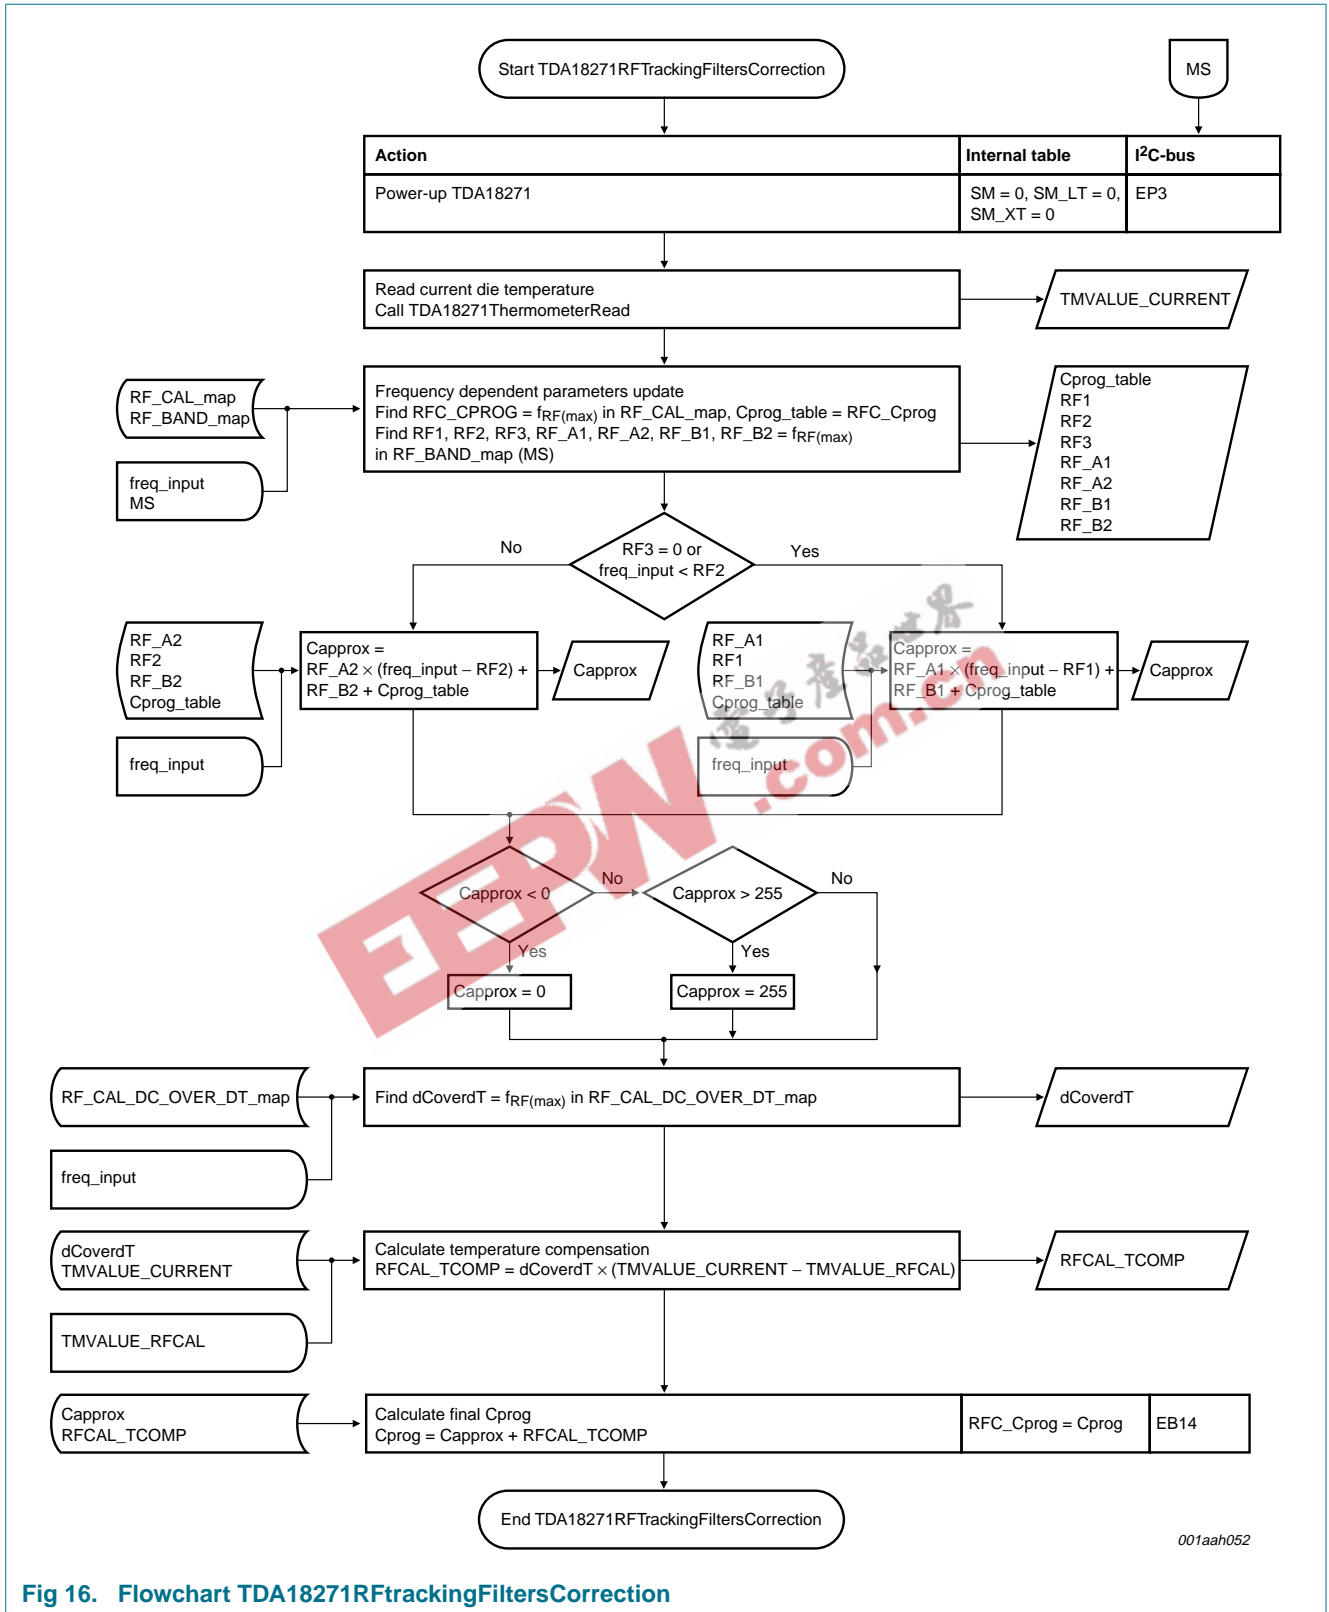 Start TDA18271RFTrackingFiltersCorrection
MS
Action
Internal table
I2C-bus
Power-up TDA18271
SM = 0, SM_LT = 0,
SM_XT = 0
EP3
Read current die temperature
Call TDA18271ThermometerRead
TMVALUE_CURRENT
RF_CAL_map
RF_BAND_map
freq_input
MS
Frequency dependent parameters update
Find RFC_CPROG = fRF(max) in RF_CAL_map, Cprog_table = RFC_Cprog
Find RF1, RF2, RF3, RF_A1, RF_A2, RF_B1, RF_B2 = fRF(max)
in RF_BAND_map (MS)
Cprog_table
RF1
RF2
RF3
RF_A1
RF_A2
RF_B1
RF_B2
No
RF3 = 0 or
freq_input < RF2
Yes
RF_A2
RF2
RF_B2
Cprog_table
freq_input
Capprox =
RF_A2 × (freq_input − RF2) +
RF_B2 + Cprog_table
Capprox
RF_A1
RF1
RF_B1
Cprog_table
freq_input
Capprox =
RF_A1 × (freq_input − RF1) +
RF_B1 + Cprog_table
Capprox
電子產品世界
EEPW.com.cn
Capprox < 0
No
Capprox > 255
No
Yes
Yes
Capprox = 0
Capprox = 255
RF_CAL_DC_OVER_DT_map
freq_input
Find dCoverdT = fRF(max) in RF_CAL_DC_OVER_DT_map
dCoverdT
dCoverdT
TMVALUE_CURRENT
TMVALUE_RFCAL
Calculate temperature compensation
RFCAL_TCOMP = dCoverdT × (TMVALUE_CURRENT − TMVALUE_RFCAL)
RFCAL_TCOMP
Capprox
RFCAL_TCOMP
Calculate final Cprog
Cprog = Capprox + RFCAL_TCOMP
RFC_Cprog = Cprog
EB14
End TDA18271RFTrackingFiltersCorrection
001aah052
Fig 16. Flowchart TDA18271RFtrackingFiltersCorrection